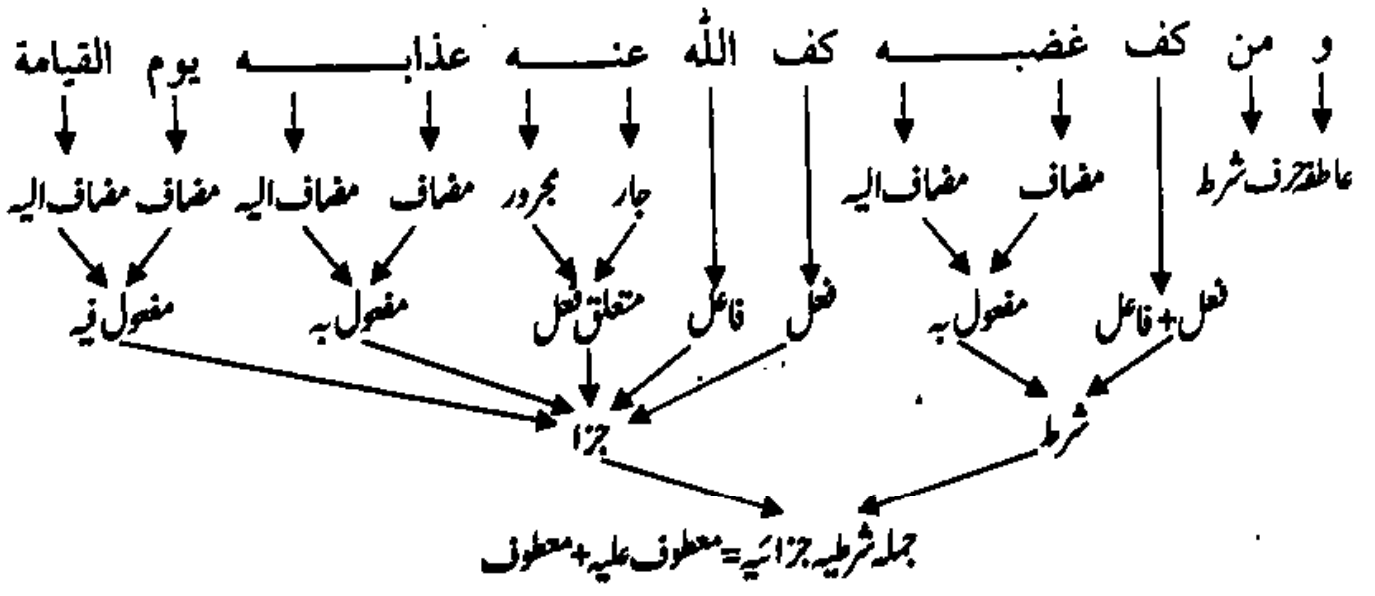 و من كف غضبه كف الله عنه عذابه يوم القيامة
عاطفہ حرف شرط مضاف مضاف الیہ جار مجرور مضاف مضاف الیہ مضاف مضاف الیہ
فعل+فاعل مفعول بہ فعل فاعل متعلق فعل مفعول بہ مفعول فیہ
شرط جزا
جملہ شرطیہ جزائیہ=معطوف علیہ+معطوف